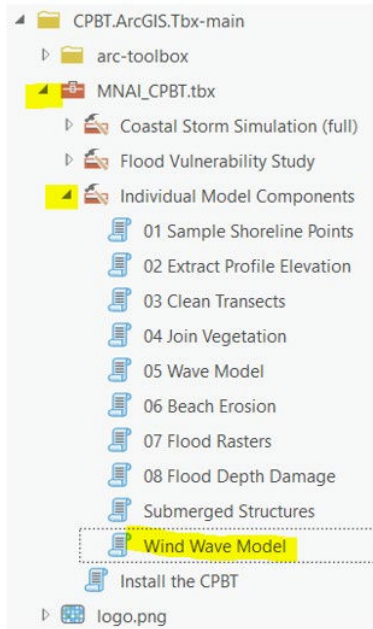 CPBT.ArcGIS.Tbx-main
arc-toolbox
MNAI_CPBT.tbx
Coastal Storm Simulation (full)
Flood Vulnerability Study
Individual Model Components
01 Sample Shoreline Points
02 Extract Profile Elevation
03 Clean Transects
04 Join Vegetation
05 Wave Model
06 Beach Erosion
07 Flood Rasters
08 Flood Depth Damage
Submerged Structures
Wind Wave Model
Install the CPBT
logo.png